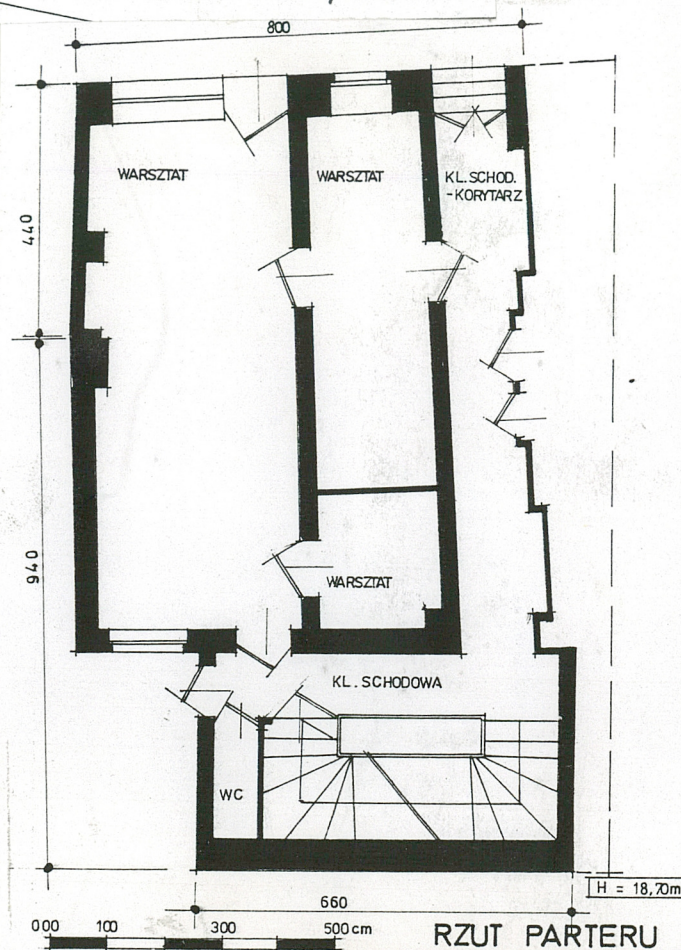 800
WARSZTAT
WARSZTAT
KL. SCHOD.
-KORYTARZ
440
940
WARSZTAT
KL. SCHODOWA
WC
H = 18,70m
660
000 100 300 500 cm
RZUT PARTERU